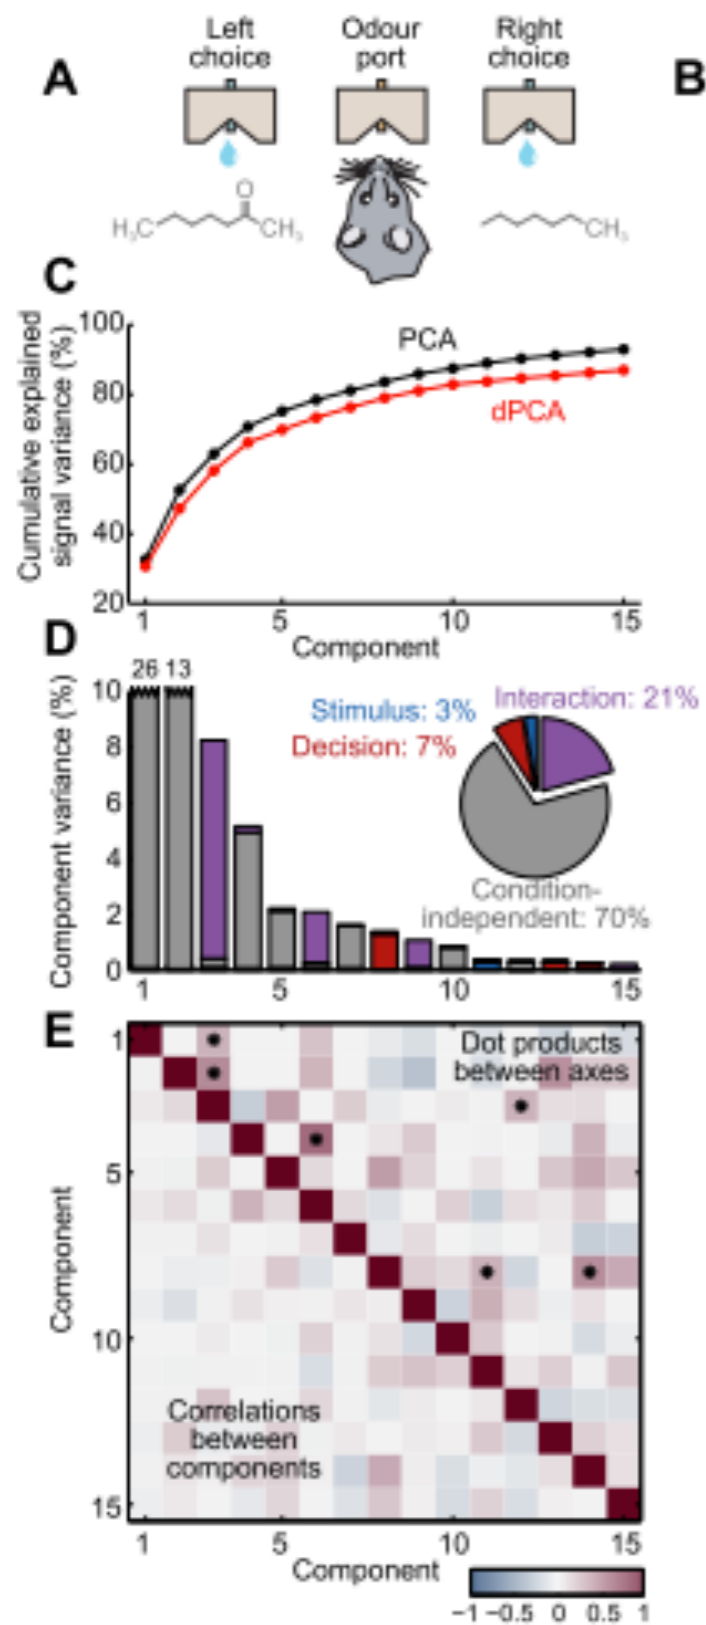 A
B
Left
choice
Odour
port
Right
choice
H₃C
O
CH₃
CH₃
C
Cumulative explained
signal variance (%)
100
80
60
40
20
PCA
dPCA
1
5
10
15
Component
D
Component variance (%)
26 13
10
8
6
4
2
0
Stimulus: 3%
Interaction: 21%
Decision: 7%
Condition-
independent: 70%
1
5
10
15
E
Component
1
5
10
15
Dot products
between axes
Correlations
between
components
1
5
10
15
Component
−1 −0.5 0 0.5 1